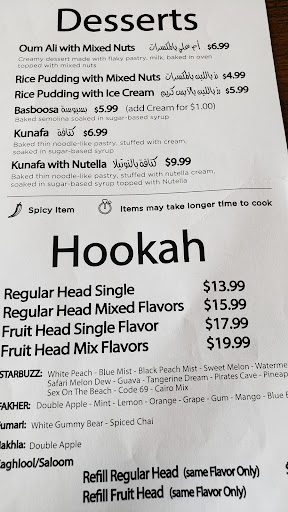 Desserts
Oum Ali with Mixed Nuts أم علي بالمكسرات $6.99
Creamy dessert made with flaky pastry, milk, baked in oven
topped with mixed nuts
Rice Pudding with Mixed Nuts رز باللبن بالمكسرات $4.99
Rice Pudding with Ice Cream رز باللبن بالايس كريم $5.99
Basboosa بسبوسة $5.99 (add Cream for $1.00)
Baked semolina soaked in sugar-based syrup
Kunafa كنافة $6.99
Baked thin noodle-like pastry, stuffed with cream,
soaked in sugar-based syrup
Kunafa with Nutella كنافة بالنوتيلا $9.99
Baked thin noodle-like pastry, stuffed with nutella cream,
soaked in sugar-based syrup topped with Nutella
Spicy Item Items may take longer time to cook
Hookah
Regular Head Single $13.99
Regular Head Mixed Flavors $15.99
Fruit Head Single Flavor $17.99
Fruit Head Mix Flavors $19.99
STARBUZZ: White Peach - Blue Mist - Black Peach Mist - Sweet Melon - Waterme
Safari Melon Dew - Guava - Tangerine Dream - Pirates Cave - Pineap
Sex On The Beach - Code 69 - Cairo Mix
FAKHER: Double Apple - Mint - Lemon - Orange - Grape - Gum - Mango - Blue
Fumari: White Gummy Bear - Spiced Chai
Nakhla: Double Apple
Zaghlool/Saloom
Refill Regular Head (same Flavor Only)
Refill Fruit Head (same Flavor Only)